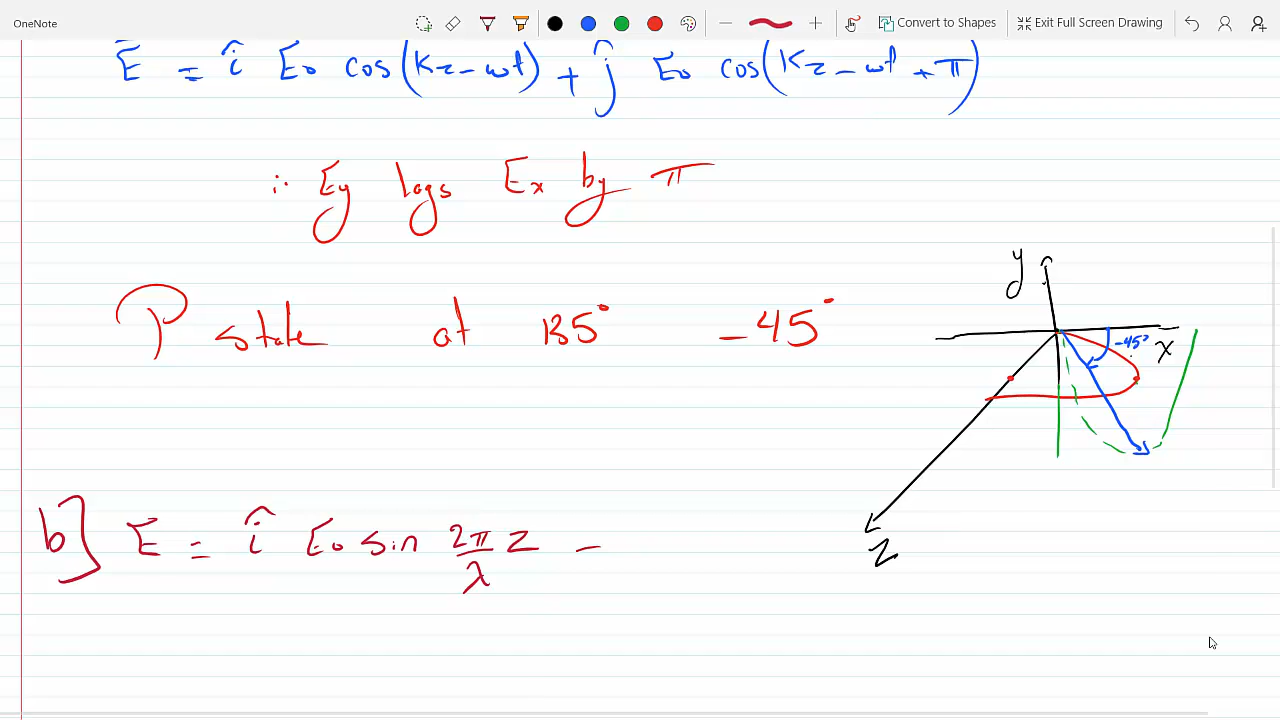 OneNote
Convert to Shapes
Exit Full Screen Drawing
E = î E₀ cos(Kz - ωt) + ĵ E₀ cos(Kz - ωt + π)
∴ Ey lags Ex by π
P state at 135° -45°
y
-45°
x
z
b] E = î E₀ sin 2π/λ z -